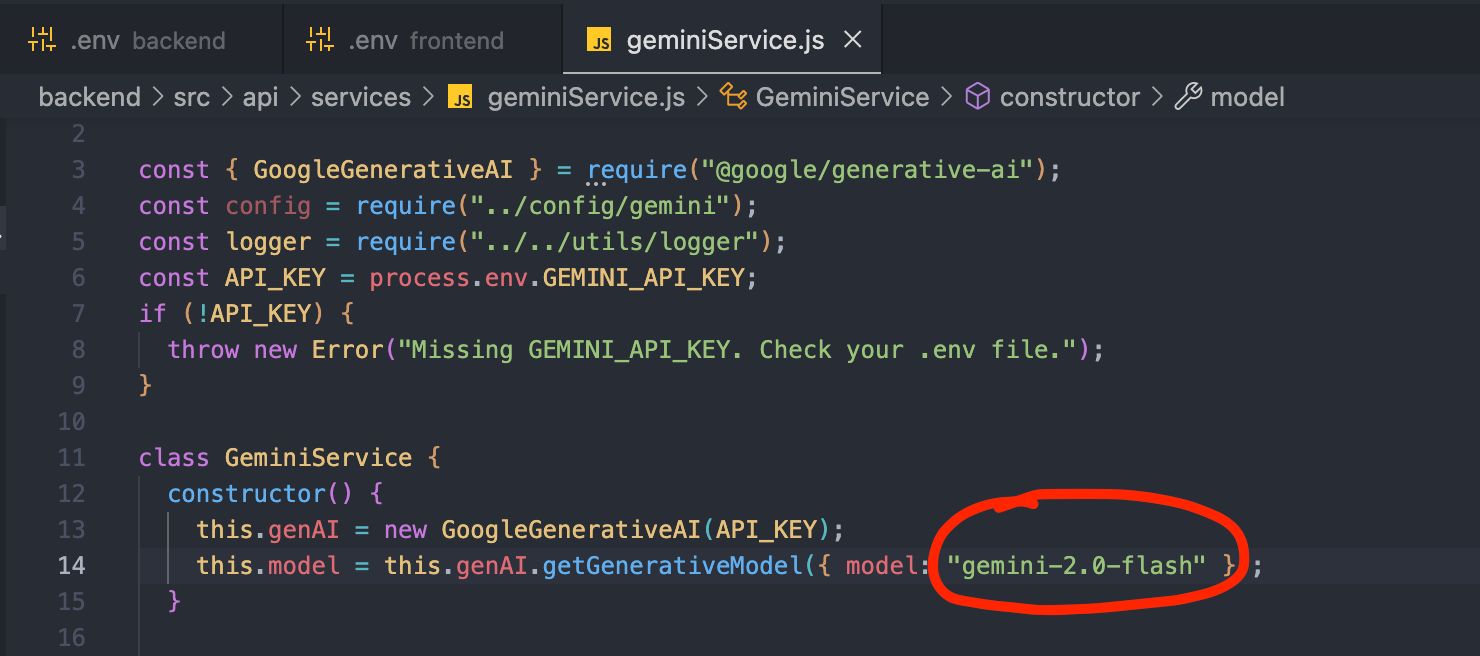 .env backend .env frontend JS geminiService.js
backend > src > api > services > JS geminiService.js > GeminiService > constructor > model
2
3 const { GoogleGenerativeAI } = require("@google/generative-ai");
4 const config = require("../config/gemini");
5 const logger = require("../../utils/logger");
6 const API_KEY = process.env.GEMINI_API_KEY;
7 if (!API_KEY) {
8 throw new Error("Missing GEMINI_API_KEY. Check your .env file.");
9 }
10
11 class GeminiService {
12 constructor() {
13 this.genAI = new GoogleGenerativeAI(API_KEY);
14 this.model = this.genAI.getGenerativeModel({ model: "gemini-2.0-flash" } ;
15 }
16